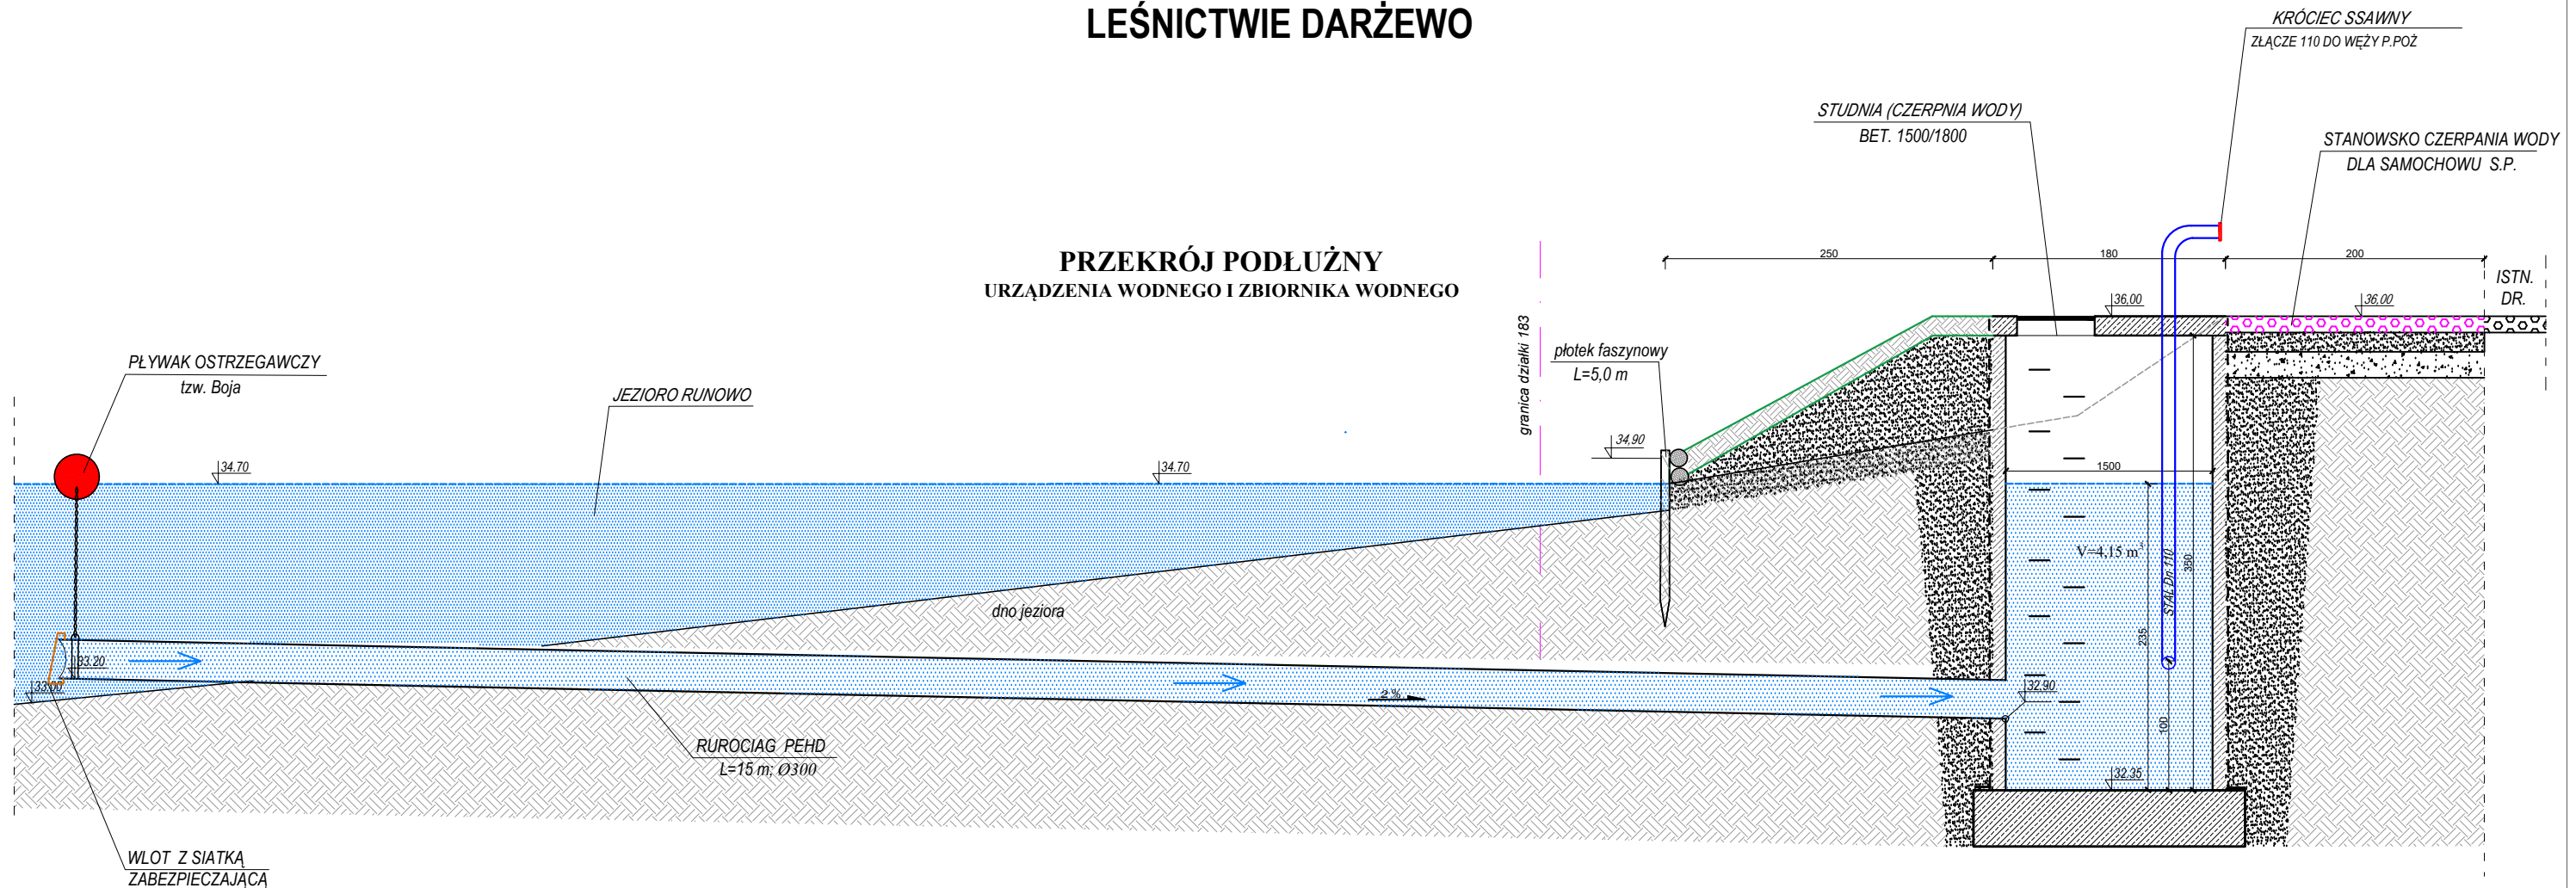 LEŚNICTWIE DARŻEWO
KRÓCIEC SSAWNY
ZŁĄCZE 110 DO WĘŻY P.POŻ
STUDNIA (CZERPNIA WODY)
BET. 1500/1800
STANOWSKO CZERPANIA WODY
DLA SAMOCHOWU S.P.
PRZEKRÓJ PODŁUŻNY
URZĄDZENIA WODNEGO I ZBIORNIKA WODNEGO
250
180
200
ISTN.
DR.
36,00
36,00
granica działki 183
płotek faszynowy
L=5,0 m
PŁYWAK OSTRZEGAWCZY
tzw. Boja
JEZIORO RUNOWO
34,90
34.70
34.70
1500
V=4,15 m
STAL Dn 110
350
235
100
dno jeziora
33.20
33.00
2 %
32.90
32.35
RUROCIAG PEHD
L=15 m; Ø300
WLOT Z SIATKĄ
ZABEZPIECZAJĄCĄ